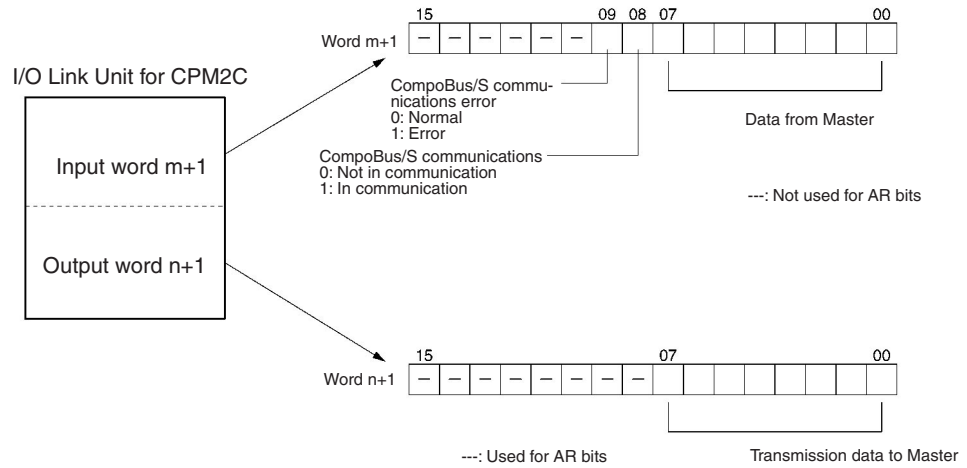 15 09 08 07 00
Word m+1 – – – – – –
I/O Link Unit for CPM2C
CompoBus/S commu-
nications error
0: Normal
1: Error
Data from Master
CompoBus/S communications
0: Not in communication
1: In communication
Input word m+1
---: Not used for AR bits
Output word n+1
15 07 00
Word n+1 – – – – – – – –
---: Used for AR bits
Transmission data to Master